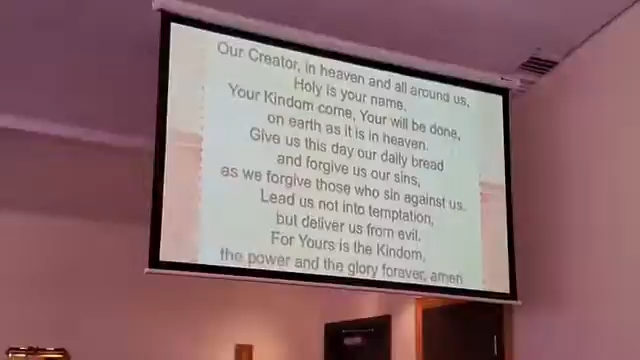 Our Creator, in heaven and all around us,
Holy is your name,
Your Kindom come, Your will be done,
on earth as it is in heaven.
Give us this day our daily bread
and forgive us our sins,
as we forgive those who sin against us.
Lead us not into temptation,
but deliver us from evil.
For Yours is the Kindom,
the power and the glory forever, amen